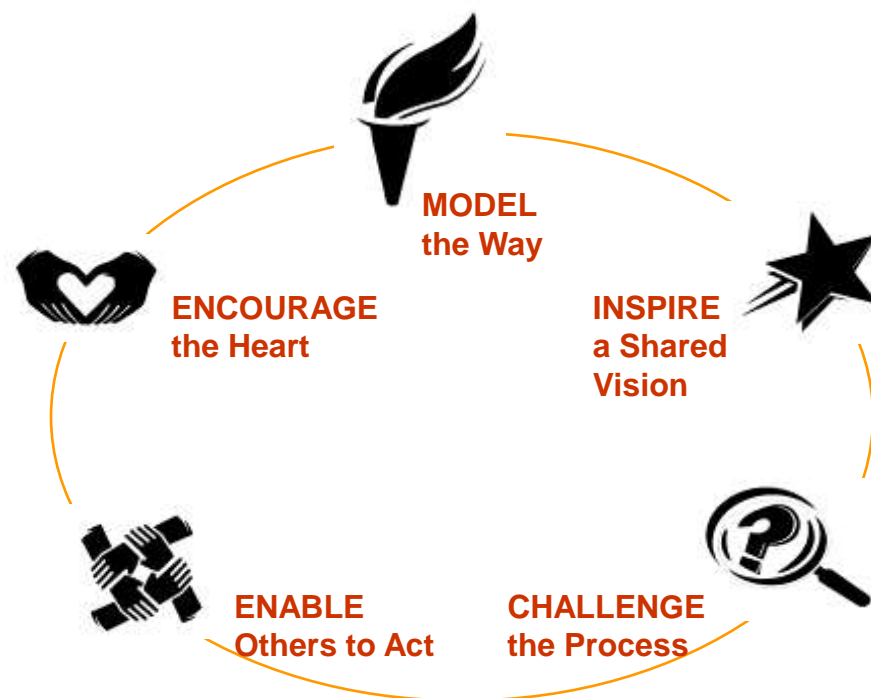 MODEL
the Way
INSPIRE
a Shared
Vision
CHALLENGE
the Process
ENABLE
Others to Act
ENCOURAGE
the Heart
?